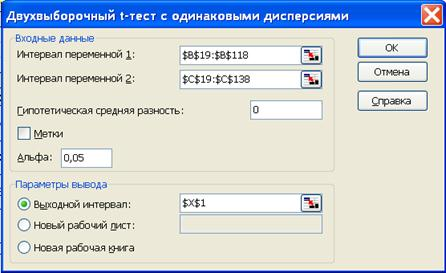 Двухвыборочный t-тест с одинаковыми дисперсиями
Входные данные
Интервал переменной 1: $B$19:$B$118
Интервал переменной 2: $C$19:$C$138
Гипотетическая средняя разность: 0
Метки
Альфа: 0,05
Параметры вывода
Выходной интервал: $X$1
Новый рабочий лист:
Новая рабочая книга
ОК
Отмена
Справка